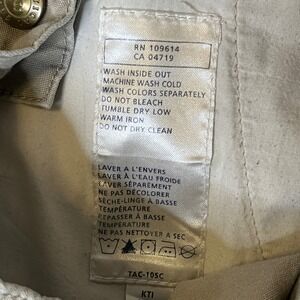 RN 109614
CA 04719
WASH INSIDE OUT
MACHINE WASH COLD
WASH COLORS SEPARATELY
DO NOT BLEACH
TUMBLE DRY LOW
WARM IRON
DO NOT DRY CLEAN
LAVER A L'ENVERS
LAVER À L'EAU FROIDE
LAVER SÉPARÉMENT
NE PAS DÉCOLORER
SÈCHE-LINGE À BASSE
TEMPÉRATURE
REPASSER À BASSE
TEMPÉRATURE
NE PAS NETTOYER A SEC
TAC-105C
KTI